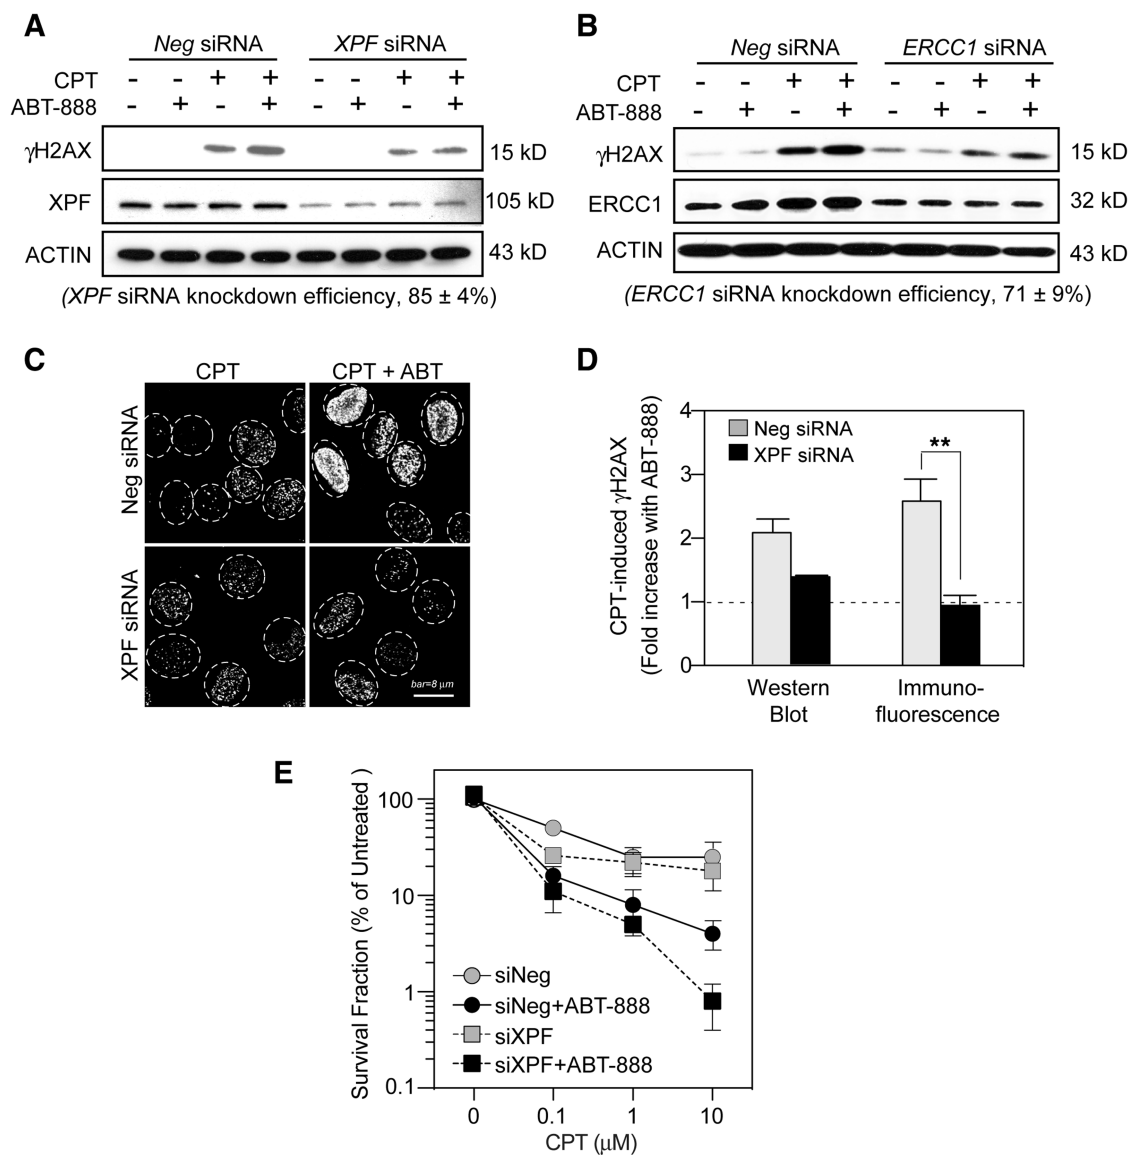 A
Neg siRNA XPF siRNA
CPT - - + + - - + +
ABT-888 - + - + - + - +
γH2AX 15 kD
XPF 105 kD
ACTIN 43 kD
(XPF siRNA knockdown efficiency, 85 ± 4%)
B
Neg siRNA ERCC1 siRNA
CPT - - + + - - + +
ABT-888 - + - + - + - +
γH2AX 15 kD
ERCC1 32 kD
ACTIN 43 kD
(ERCC1 siRNA knockdown efficiency, 71 ± 9%)
C
CPT CPT + ABT
Neg siRNA
XPF siRNA
bar=8 μm
D
CPT-induced γH2AX
(Fold increase with ABT-888)
4
3
2
1
0
Neg siRNA
XPF siRNA
**
Western
Blot
Immuno-
fluorescence
E
Survival Fraction (% of Untreated )
100
10
1
0.1
siNeg
siNeg+ABT-888
siXPF
siXPF+ABT-888
0 0.1 1 10
CPT (μM)